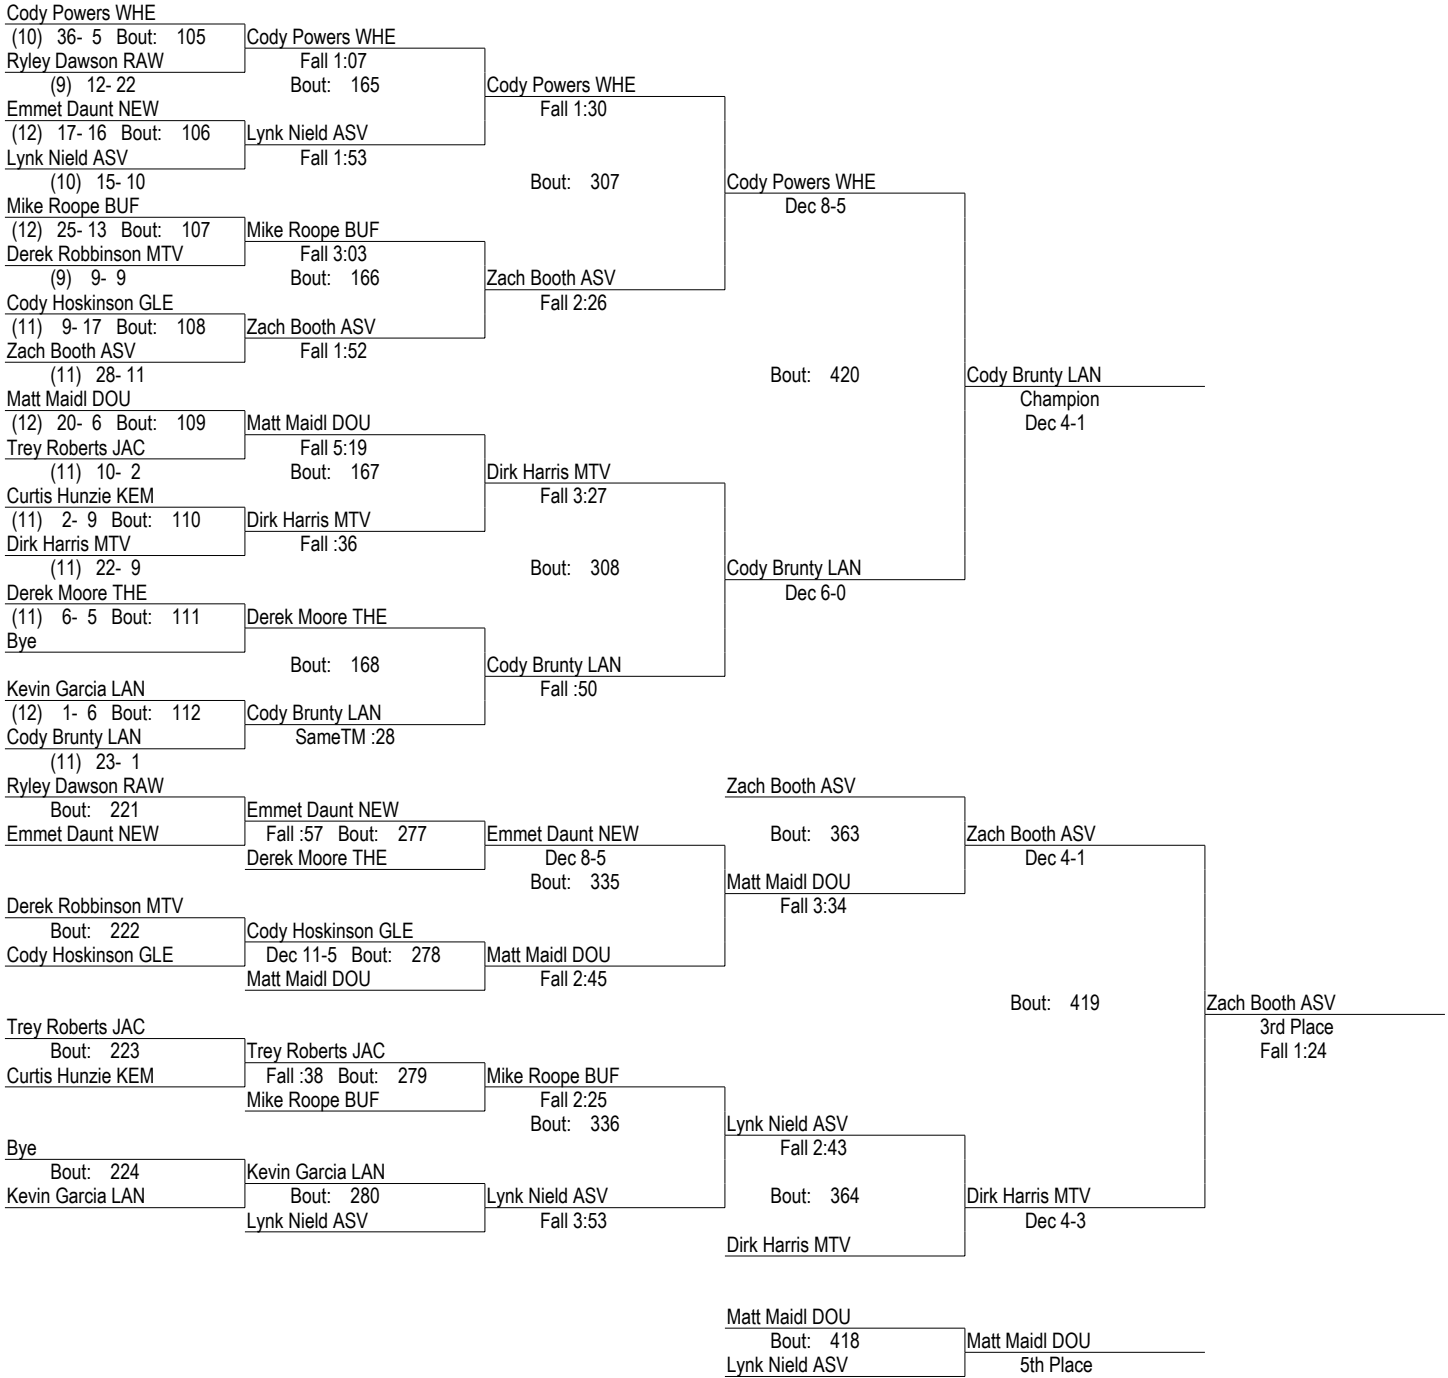 Cody Powers WHE
(10) 36- 5 Bout: 105 Cody Powers WHE
Ryley Dawson RAW Fall 1:07
(9) 12- 22 Bout: 165 Cody Powers WHE
Emmet Daunt NEW Fall 1:30
(12) 17- 16 Bout: 106 Lynk Nield ASV
Lynk Nield ASV Fall 1:53
(10) 15- 10 Bout: 307 Cody Powers WHE
Mike Roope BUF Dec 8-5
(12) 25- 13 Bout: 107 Mike Roope BUF
Derek Robbinson MTV Fall 3:03
(9) 9- 9 Bout: 166 Zach Booth ASV
Cody Hoskinson GLE Fall 2:26
(11) 9- 17 Bout: 108 Zach Booth ASV
Zach Booth ASV Fall 1:52
(11) 28- 11 Bout: 420 Cody Brunty LAN
Matt Maidl DOU Champion
(12) 20- 6 Bout: 109 Matt Maidl DOU Dec 4-1
Trey Roberts JAC Fall 5:19
(11) 10- 2 Bout: 167 Dirk Harris MTV
Curtis Hunzie KEM Fall 3:27
(11) 2- 9 Bout: 110 Dirk Harris MTV
Dirk Harris MTV Fall :36
(11) 22- 9 Bout: 308 Cody Brunty LAN
Derek Moore THE Dec 6-0
(11) 6- 5 Bout: 111 Derek Moore THE
Bye
Bout: 168 Cody Brunty LAN
Kevin Garcia LAN Fall :50
(12) 1- 6 Bout: 112 Cody Brunty LAN
Cody Brunty LAN SameTM :28
(11) 23- 1
Ryley Dawson RAW Zach Booth ASV
Bout: 221 Emmet Daunt NEW
Emmet Daunt NEW Fall :57 Bout: 277 Emmet Daunt NEW Bout: 363 Zach Booth ASV
Derek Moore THE Dec 8-5 Dec 4-1
Bout: 335 Matt Maidl DOU
Derek Robbinson MTV Fall 3:34
Bout: 222 Cody Hoskinson GLE
Cody Hoskinson GLE Dec 11-5 Bout: 278 Matt Maidl DOU
Matt Maidl DOU Fall 2:45
Bout: 419 Zach Booth ASV
Trey Roberts JAC 3rd Place
Bout: 223 Trey Roberts JAC Fall 1:24
Curtis Hunzie KEM Fall :38 Bout: 279 Mike Roope BUF
Mike Roope BUF Fall 2:25
Bout: 336 Lynk Nield ASV
Bye Fall 2:43
Bout: 224 Kevin Garcia LAN
Kevin Garcia LAN Bout: 280 Lynk Nield ASV Bout: 364 Dirk Harris MTV
Lynk Nield ASV Fall 3:53 Dec 4-3
Dirk Harris MTV
Matt Maidl DOU
Bout: 418 Matt Maidl DOU
Lynk Nield ASV 5th Place